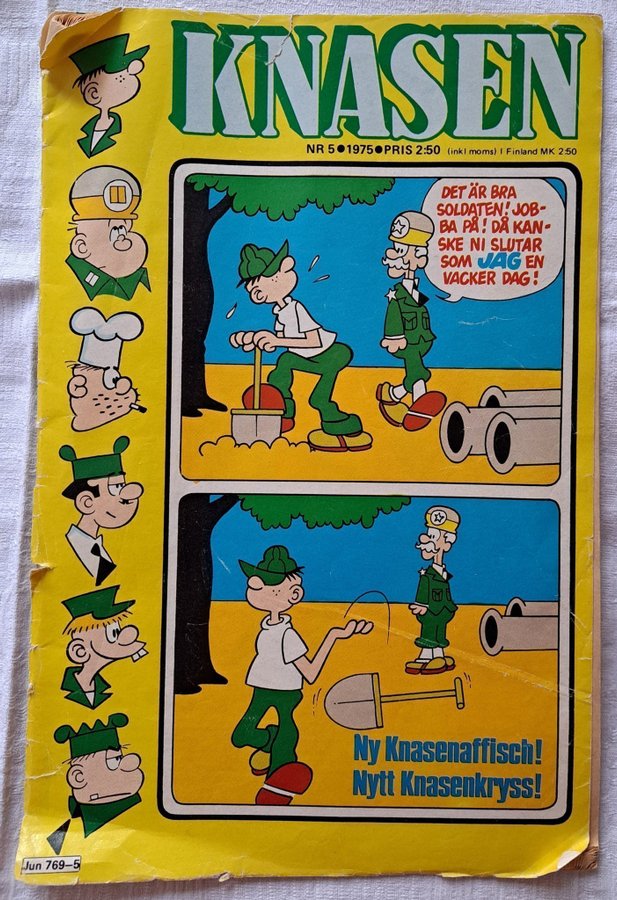 KNASEN
NR 5●1975●PRIS 2:50 (inkl moms) I Finland MK 2:50
DET ÄR BRA
SOLDATEN! JOB-
BA PÅ! DÅ KAN-
SKE NI SLUTAR
SOM JAG EN
VACKER DAG!
Ny Knasenaffisch!
Nytt Knasenkryss!
Jun 769-5